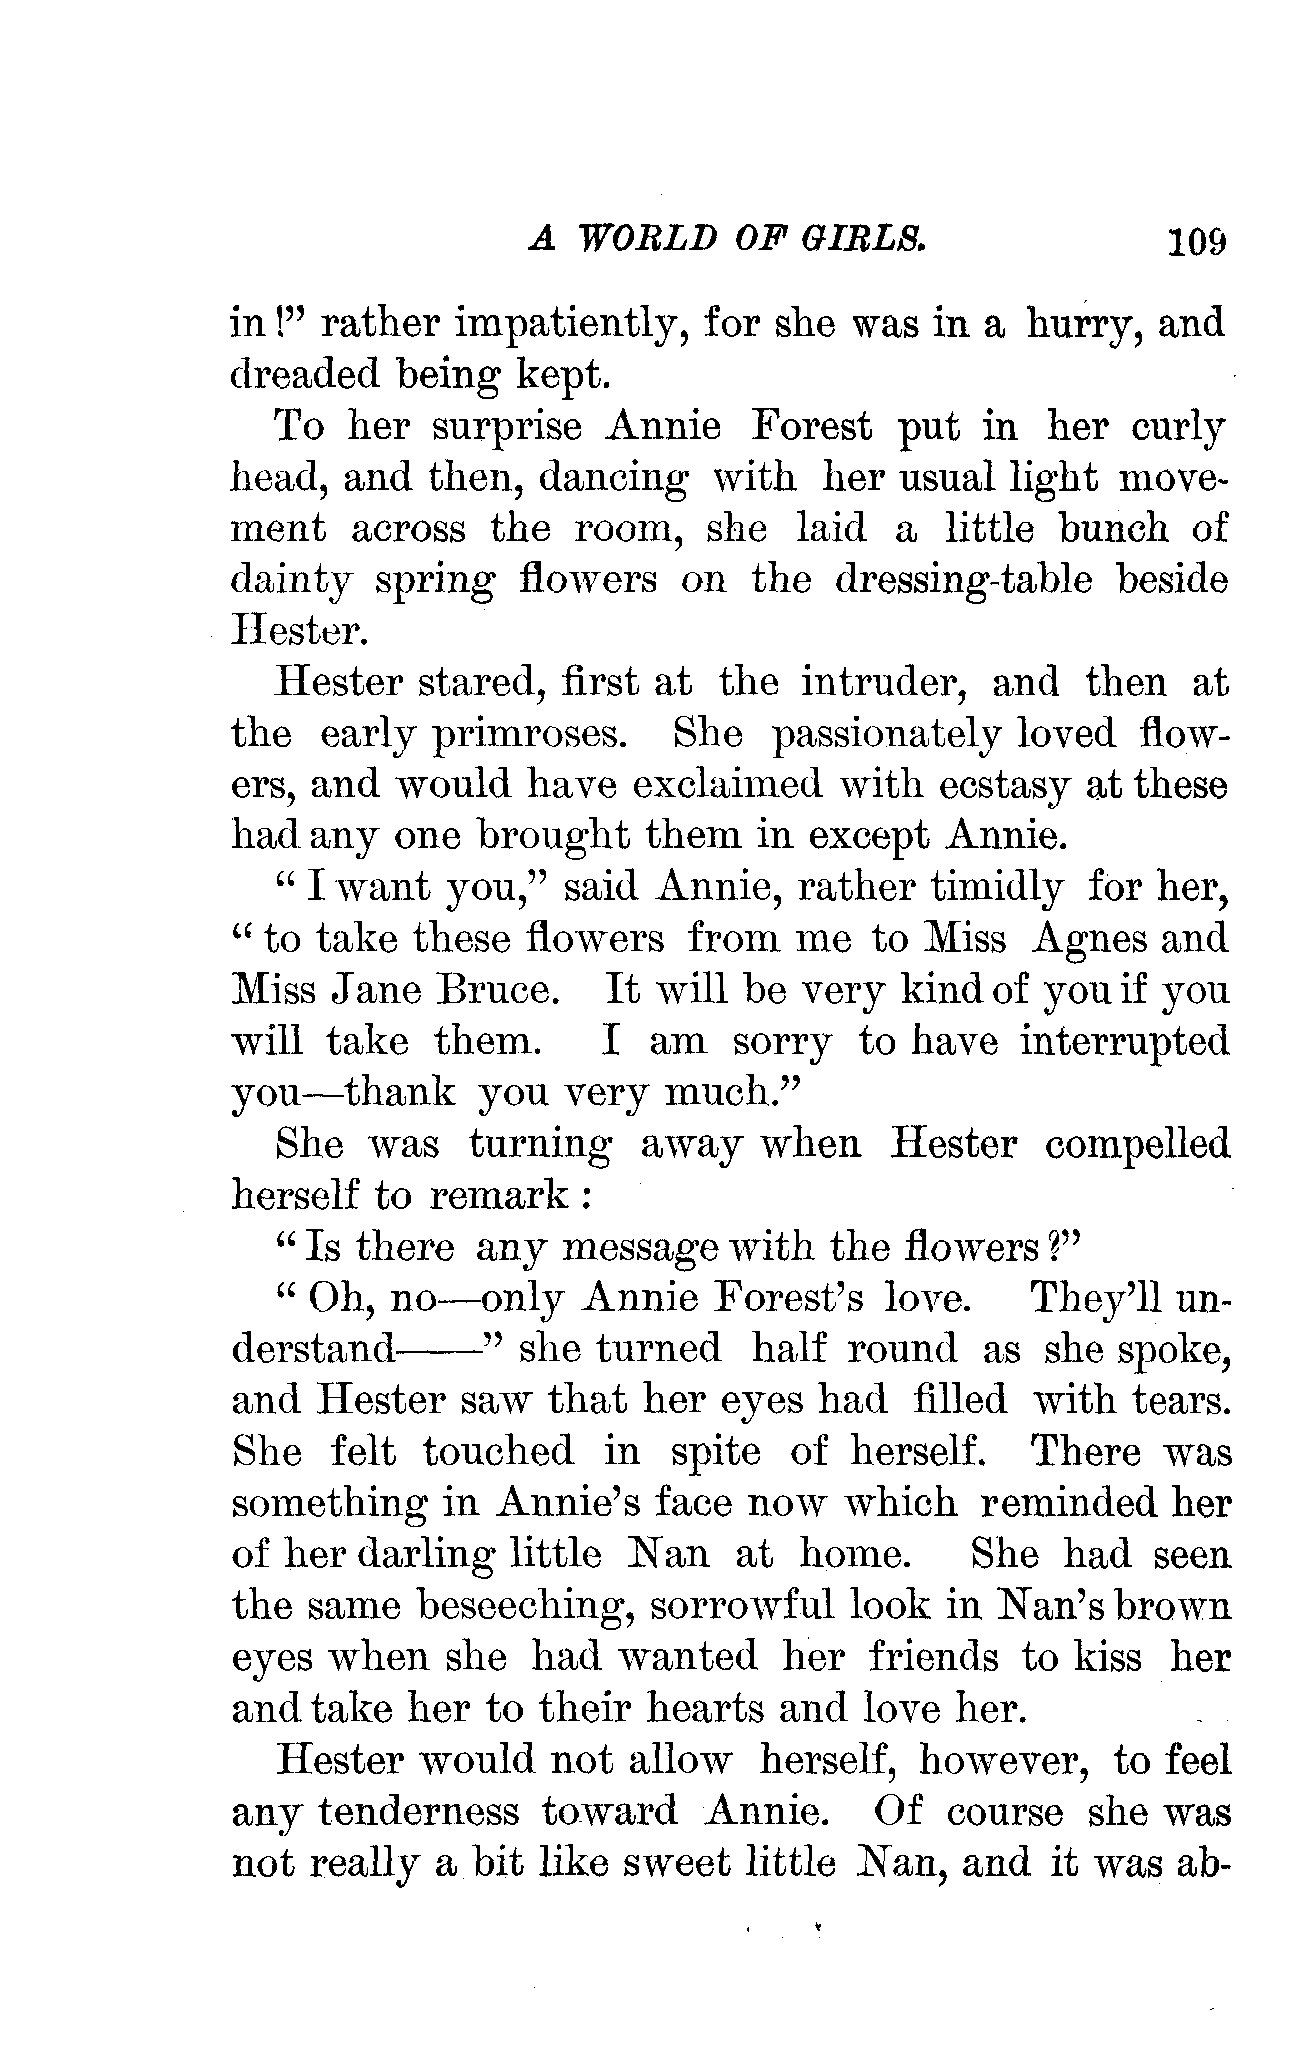 A WORLD OF GIRLS. 109
in!” rather impatiently, for she was in a hurry, and
dreaded being kept.
To her surprise Annie Forest put in her curly
head, and then, dancing with her usual light move-
ment across the room, she laid a little bunch of
dainty spring flowers on the dressing-table beside
Hester.
Hester stared, first at the intruder, and then at
the early primroses. She passionately loved flow-
ers, and would have exclaimed with ecstasy at these
had any one brought them in except Annie.
“I want you,” said Annie, rather timidly for her,
“to take these flowers from me to Miss Agnes and
Miss Jane Bruce. It will be very kind of you if you
will take them. I am sorry to have interrupted
you—thank you very much.”
She was turning away when Hester compelled
herself to remark:
“Is there any message with the flowers?”
“Oh, no—only Annie Forest’s love. They’ll un-
derstand——” she turned half round as she spoke,
and Hester saw that her eyes had filled with tears.
She felt touched in spite of herself. There was
something in Annie’s face now which reminded her
of her darling little Nan at home. She had seen
the same beseeching, sorrowful look in Nan’s brown
eyes when she had wanted her friends to kiss her
and take her to their hearts and love her.
Hester would not allow herself, however, to feel
any tenderness toward Annie. Of course she was
not really a bit like sweet little Nan, and it was ab-